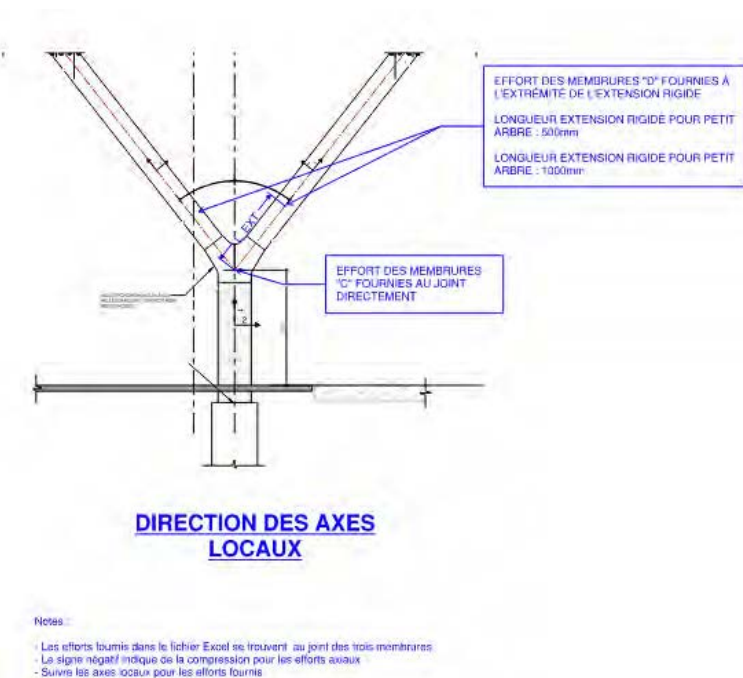 EFFORT DES MEMBRURES "D" FOURNIES À
L'EXTRÉMITÉ DE L'EXTENSION RIGIDE
LONGUEUR EXTENSION RIGIDE POUR PETIT
ARBRE : 500mm
LONGUEUR EXTENSION RIGIDE POUR PETIT
ARBRE : 1000mm
EXT
EFFORT DES MEMBRURES
"C" FOURNIES AU JOINT
DIRECTEMENT
1
2
DIRECTION DES AXES
LOCAUX
Notes :
- Les efforts fournis dans le fichier Excel se trouvent au joint des trois membrures
- Le signe négatif indique de la compression pour les efforts axiaux
- Suivre les axes locaux pour les efforts fournis